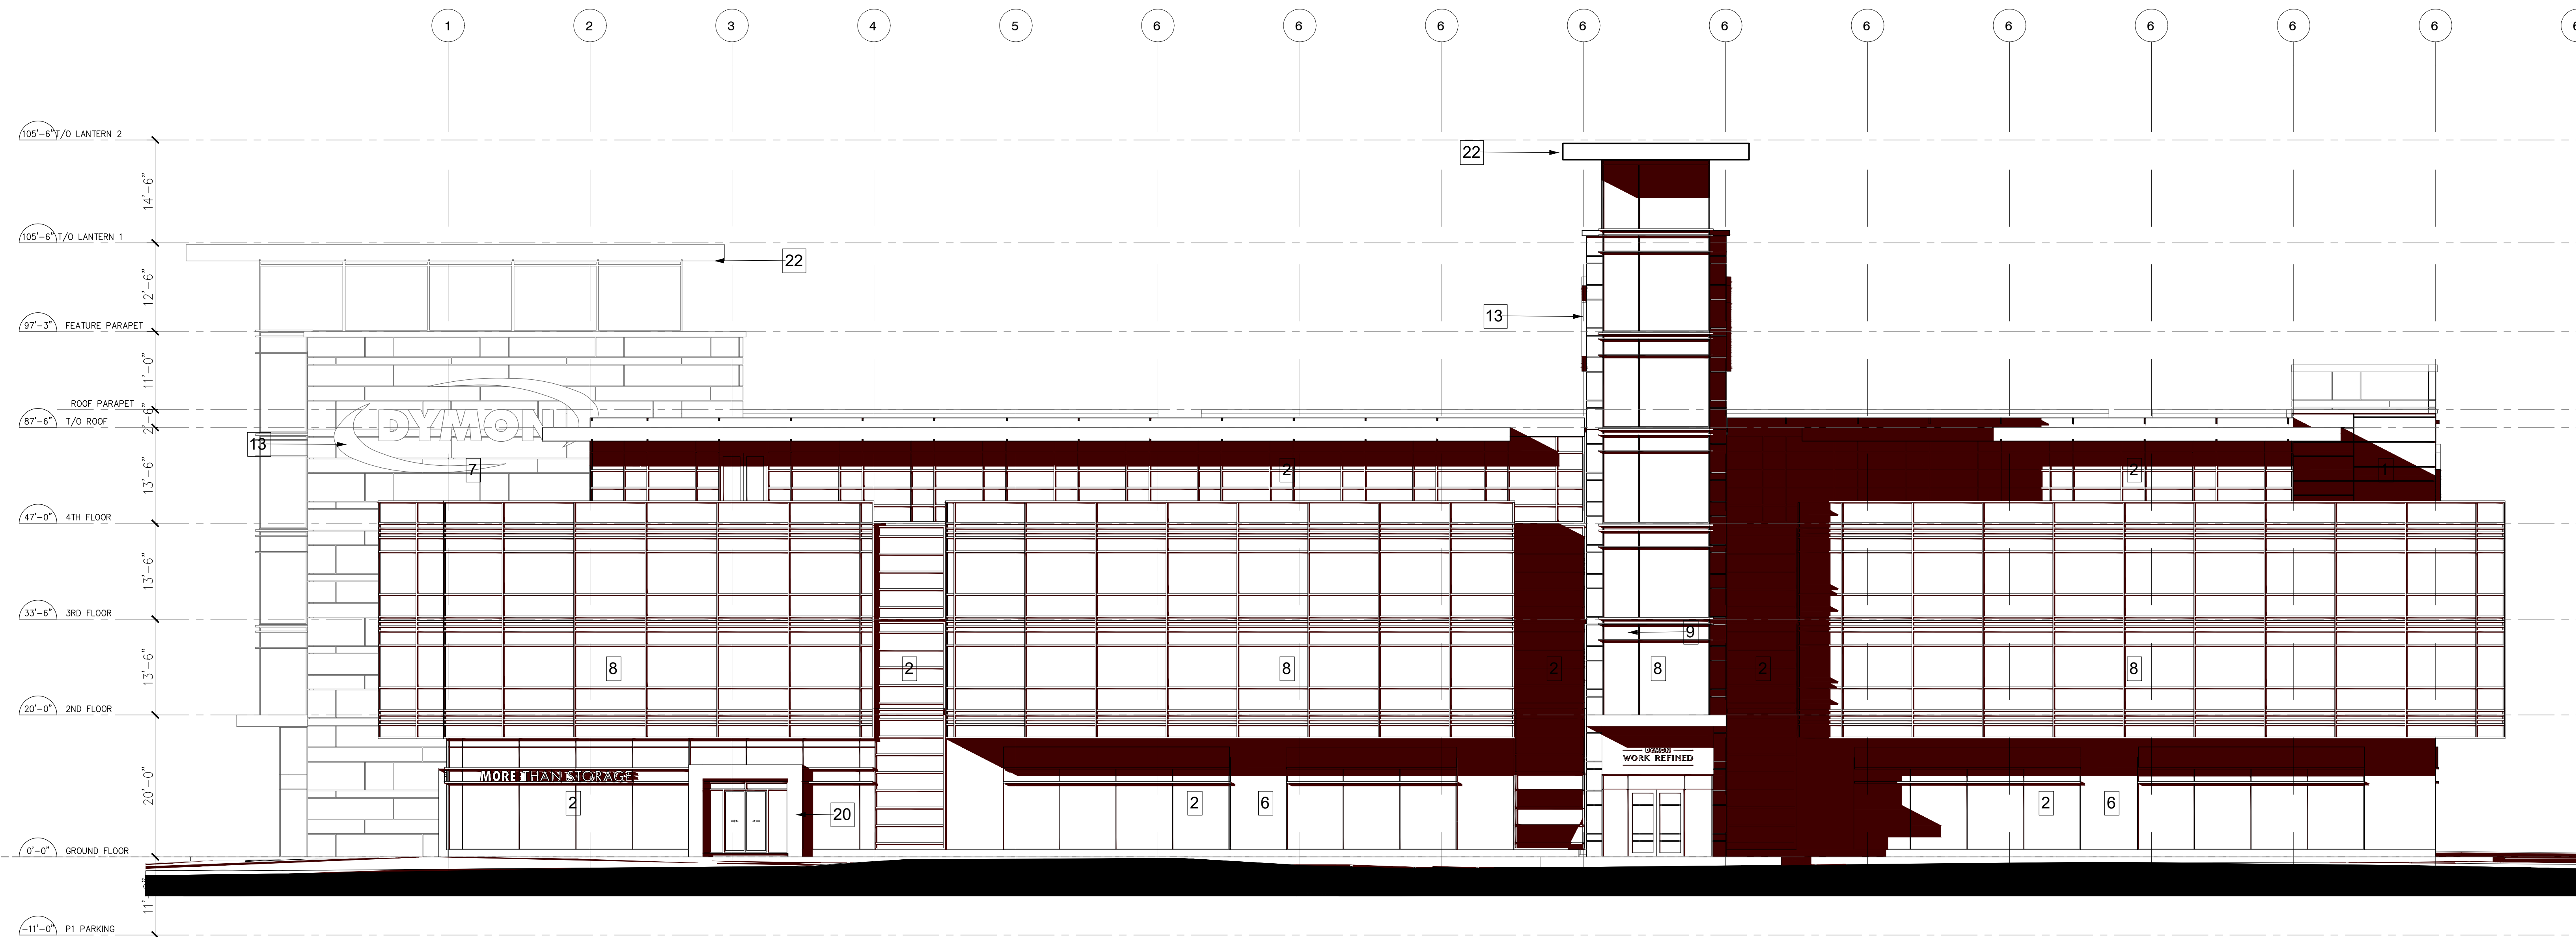 1 2 3 4 5 6 6 6 6 6 6 6 6 6 6 6
105'-6" T/O LANTERN 2
22
14'-6"
105'-6" T/O LANTERN 1
22
12'-6"
13
97'-3" FEATURE PARAPET
11'-0"
ROOF PARAPET
2'-6"
87'-6" T/O ROOF
DYMON
13
7
2
2
1
13'-6"
47'-0" 4TH FLOOR
13'-6"
33'-6" 3RD FLOOR
9
8
2
8
2
8
2
8
13'-6"
20'-0" 2ND FLOOR
DYMON
WORK REFINED
MORE THAN STORAGE
2
20
2
6
2
6
20'-0"
0'-0" GROUND FLOOR
-11'-0" P1 PARKING